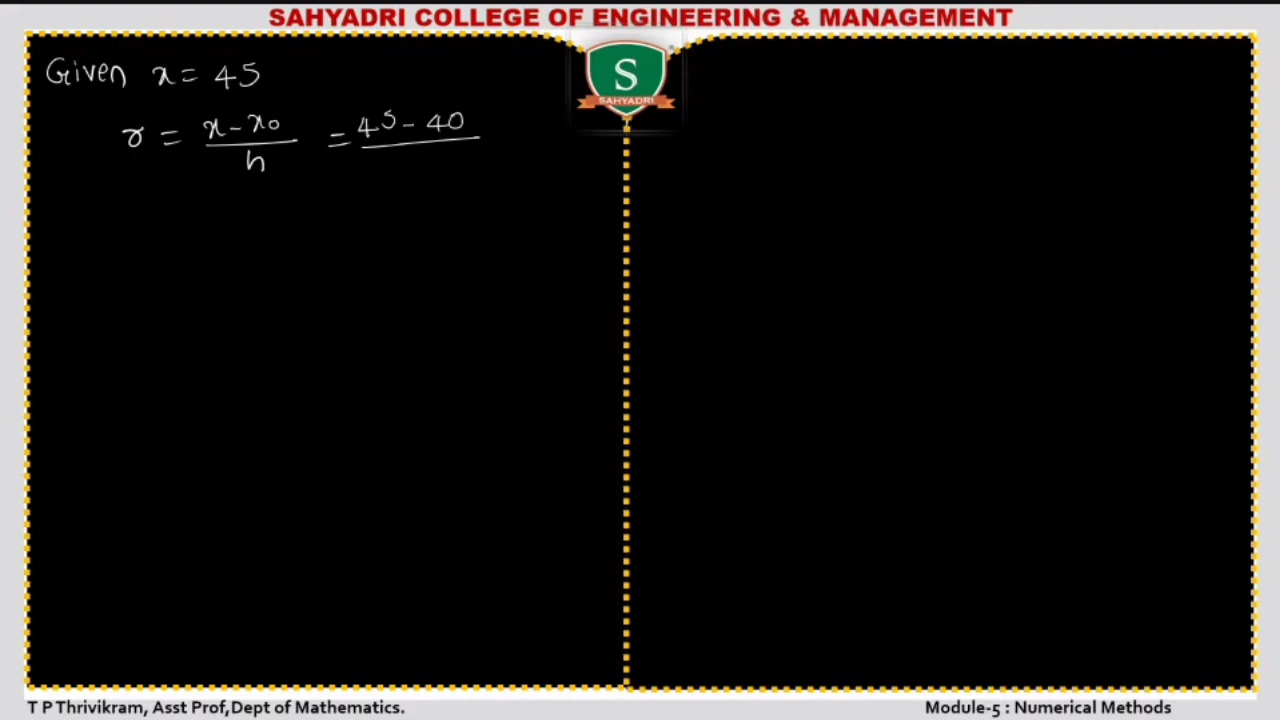 SAHYADRI COLLEGE OF ENGINEERING & MANAGEMENT
S
SAHYADRI
Given x = 45
r = x - x0 / h = 45 - 40 /
T P Thrivikram, Asst Prof,Dept of Mathematics.
Module-5 : Numerical Methods